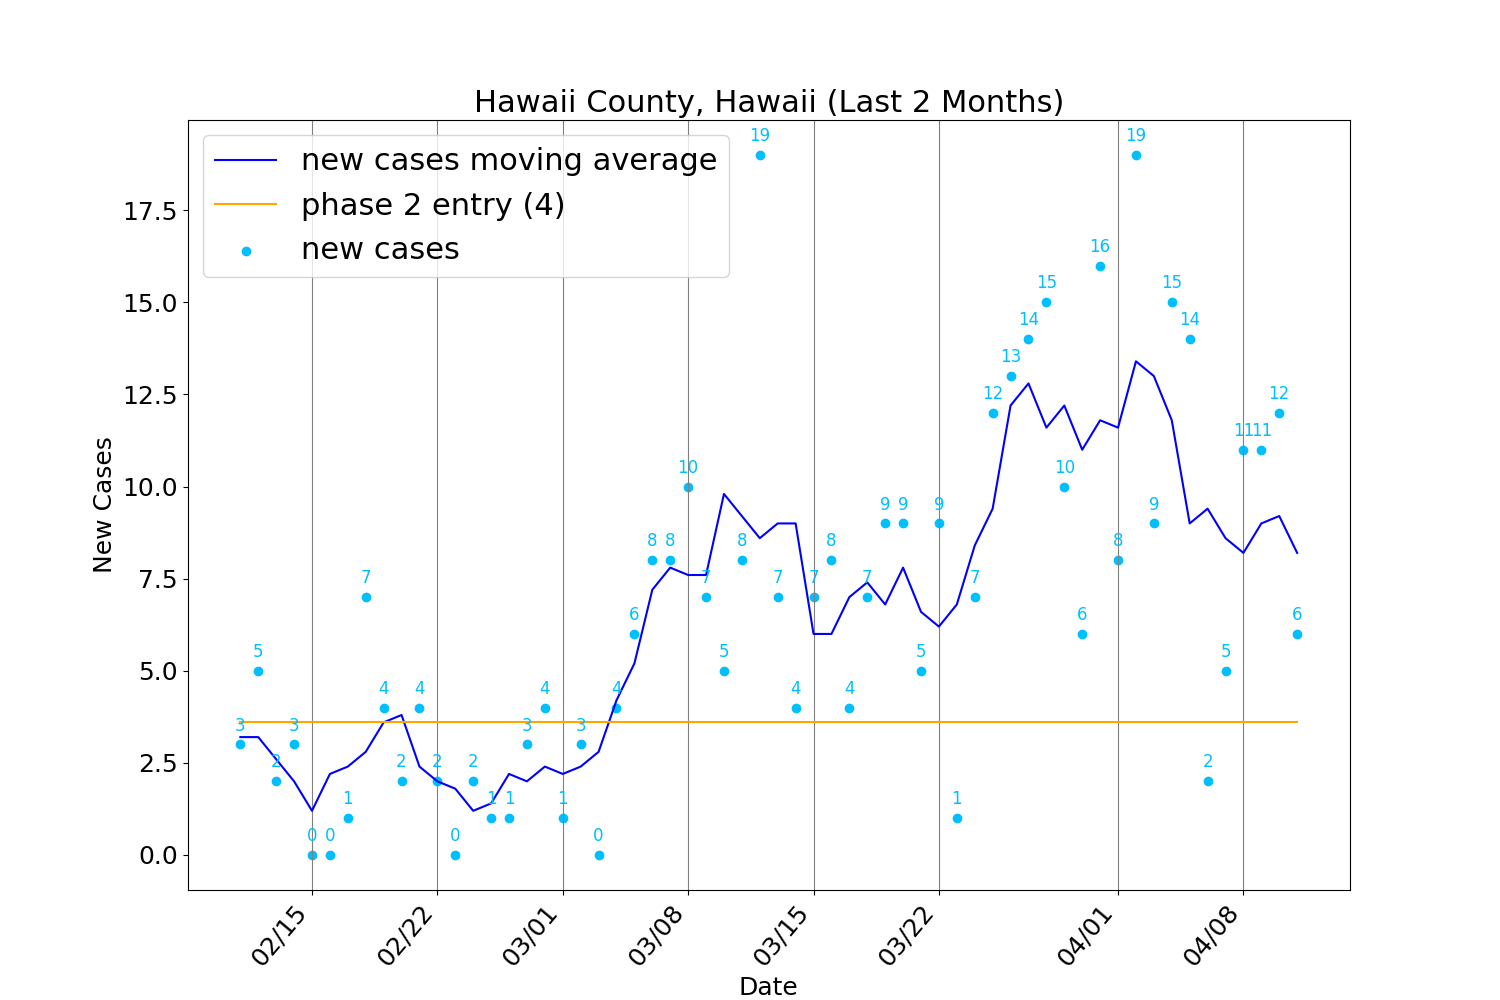 Hawaii County, Hawaii (Last 2 Months)
new cases moving average
phase 2 entry (4)
new cases
New Cases
17.5
15.0
12.5
10.0
7.5
5.0
2.5
0.0
3 5 2 3 0 0 1 7 4 2 4 2 0 2 1 1 3 4 1 3 0 4 6 8 8 10 7 5 8 19 7 4 7 8 4 7 9 9 5 9 1 7 12 13 14 15 10 6 16 8 19 9 15 14 2 5 11 11 12 6
02/15 02/22 03/01 03/08 03/15 03/22 04/01 04/08
Date